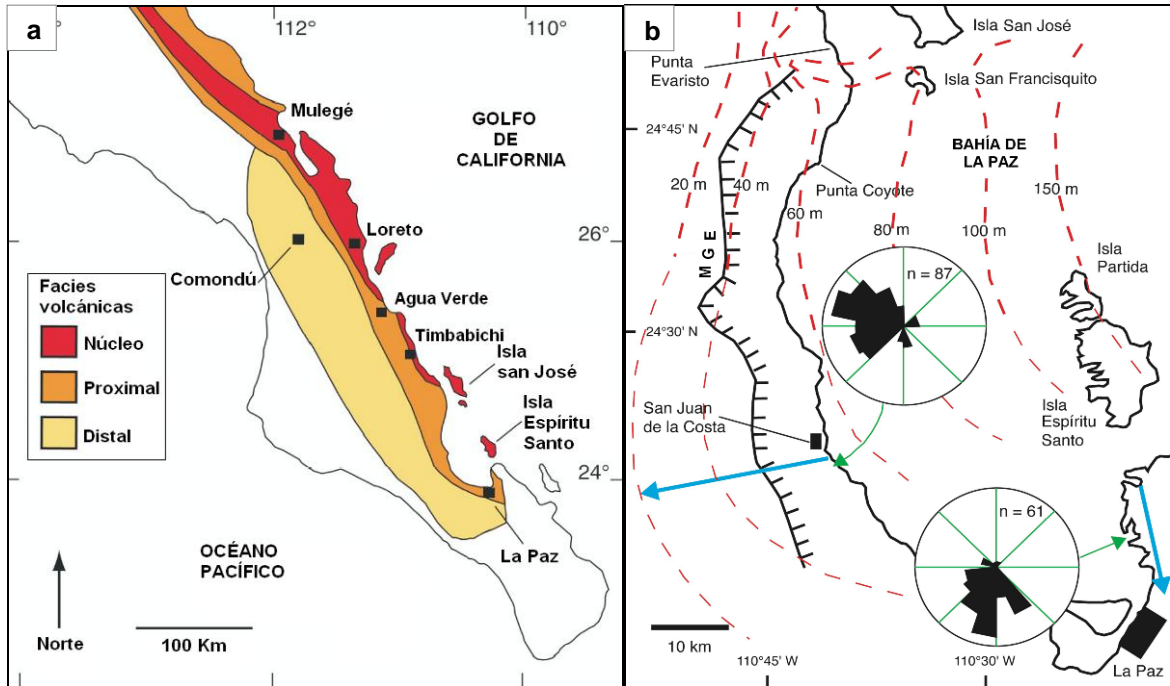 a
112°
110°
Mulegé
GOLFO
DE
CALIFORNIA
Loreto
26°
Comondú
Facies
volcánicas
Núcleo
Proximal
Distal
Agua Verde
Timbabichi
Isla
san José
Isla
Espíritu
Santo
24°
La Paz
OCÉANO
PACÍFICO
Norte
100 Km
b
Isla San José
Punta
Evaristo
Isla San Francisquito
24°45' N
BAHÍA DE
LA PAZ
20 m
40 m
Punta Coyote
150 m
60 m
80 m
100 m
M G E
Isla
Partida
n = 87
24°30' N
San Juan
de la Costa
Isla
Espíritu
Santo
n = 61
10 km
La Paz
110°45' W
110°30' W